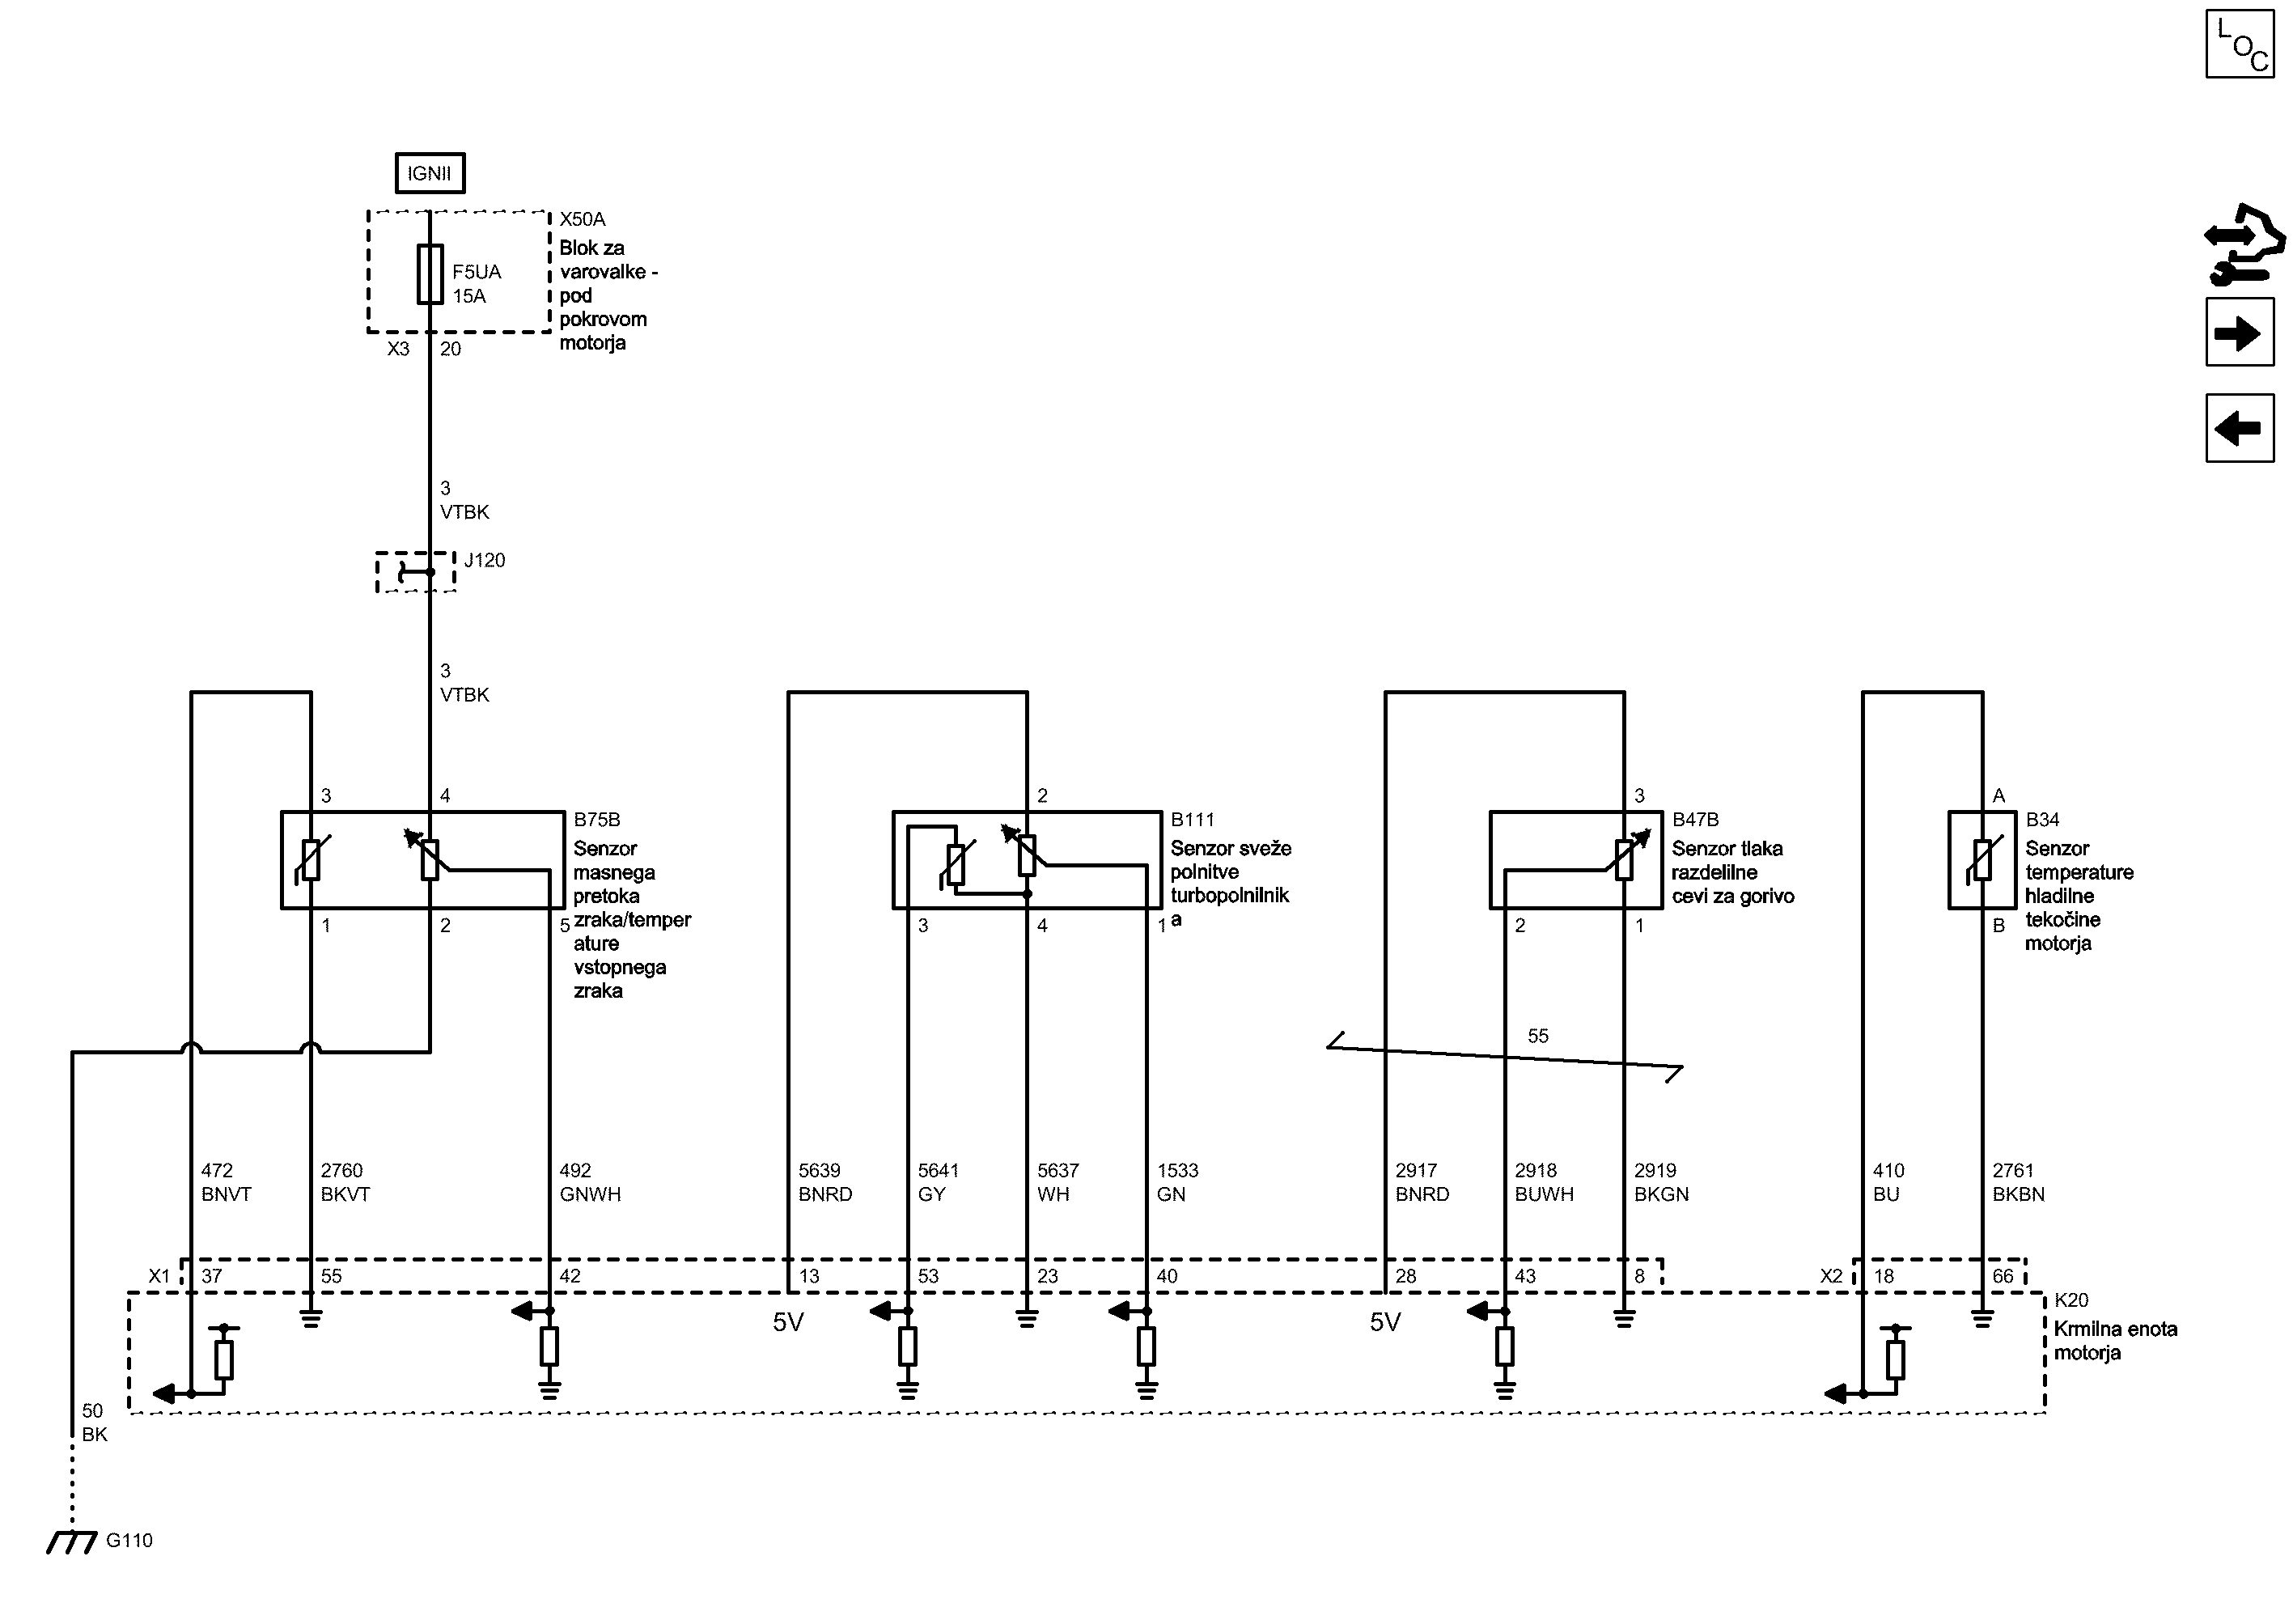 LOC
IGNII
X50A
Blok za
varovalke -
pod
pokrovom
motorja
F5UA
15A
X3 20
3
VTBK
J120
3
VTBK
3 4 2 3 A
B75B
Senzor
masnega
pretoka
zraka/temper
ature
vstopnega
zraka
B111
Senzor sveže
polnitve
turbopolnilnik
a
B47B
Senzor tlaka
razdelilne
cevi za gorivo
B34
Senzor
temperature
hladilne
tekočine
motorja
1 2 5 3 4 1 2 1 B
55
472 2760 492 5639 5641 5637 1533 2917 2918 2919 410 2761
BNVT BKVT GNWH BNRD GY WH GN BNRD BUWH BKGN BU BKBN
X1 37 55 42 13 53 23 40 28 43 8 X2 18 66
5V 5V
K20
Krmilna enota
motorja
50
BK
G110